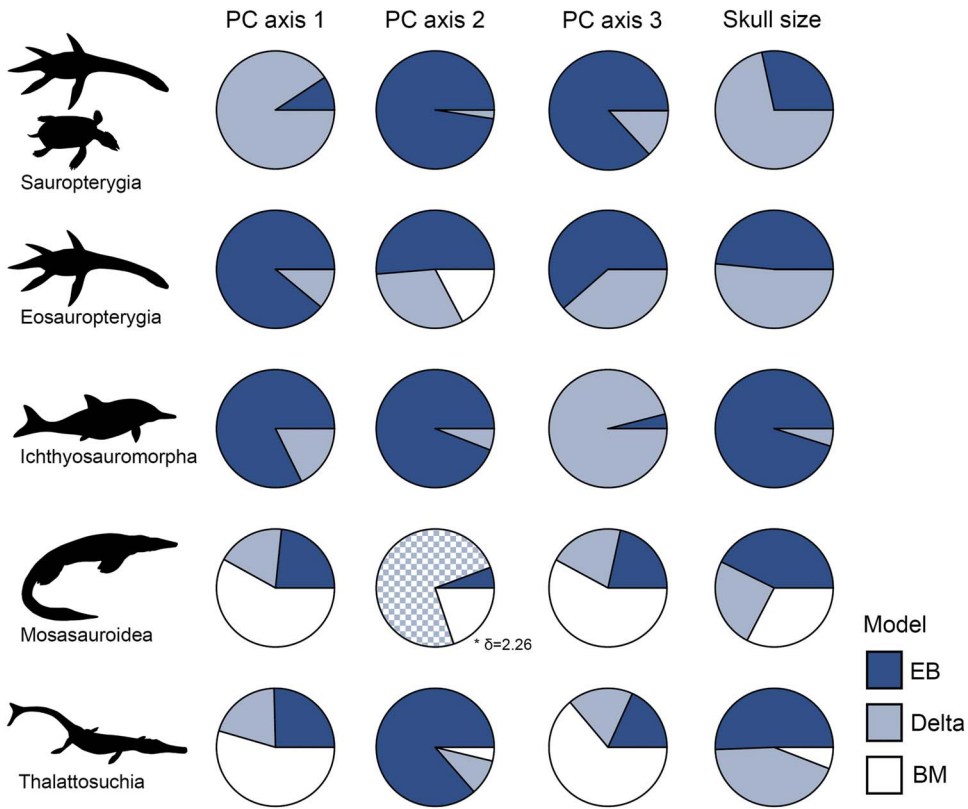 PC axis 1 PC axis 2 PC axis 3 Skull size
Sauropterygia
Eosauropterygia
Ichthyosauromorpha
Mosasauroidea
* δ=2.26
Model
EB
Delta
Thalattosuchia
BM